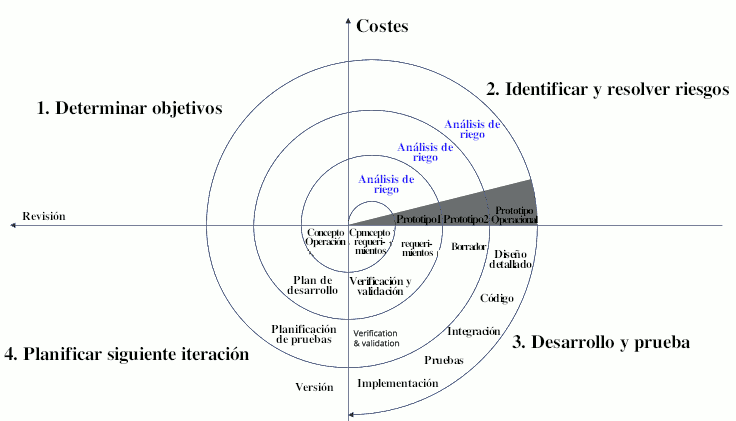 Costes
2. Identificar y resolver riesgos
1. Determinar objetivos
Análisis de
riego
Análisis de
riego
Análisis de
riego
Revisión
Prototipo1
Prototipo2
Prototipo
Operacional
Concepto
Operación
Cpmcepto
requeri-
mientos
requeri-
mientos
Borrador
Diseño
detallado
Plan de
desarrollo
Verificación y
validación
Código
Planificación
de pruebas
Verification
& validation
Integración
3. Desarrollo y prueba
4. Planificar siguiente iteración
Pruebas
Versión
Implementación